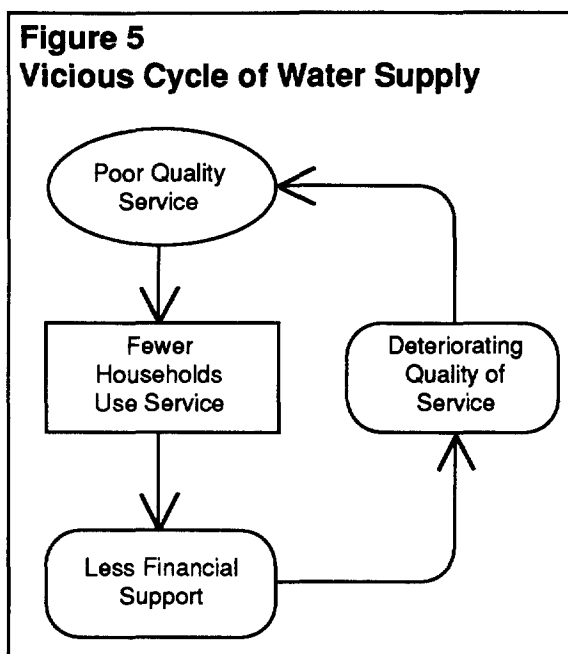 Figure 5
Vicious Cycle of Water Supply
Poor Quality
Service
Fewer
Households
Use Service
Less Financial
Support
Deteriorating
Quality of
Service